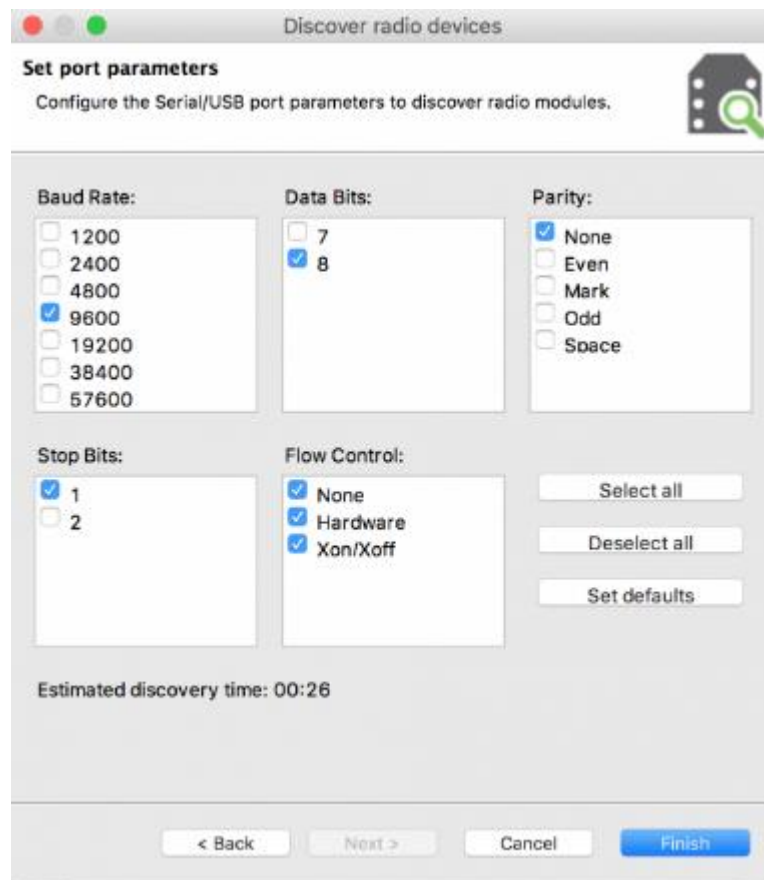 Discover radio devices
Set port parameters
Configure the Serial/USB port parameters to discover radio modules.
Baud Rate:
1200
2400
4800
9600
19200
38400
57600
Data Bits:
7
8
Parity:
None
Even
Mark
Odd
Space
Stop Bits:
1
2
Flow Control:
None
Hardware
Xon/Xoff
Select all
Deselect all
Set defaults
Estimated discovery time: 00:26
< Back
Next >
Cancel
Finish